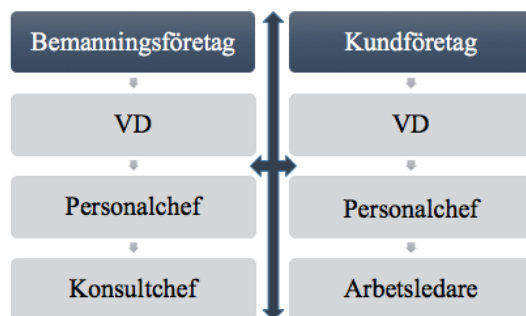 Bemanningsföretag
VD
Personalchef
Konsultchef
Kundföretag
VD
Personalchef
Arbetsledare